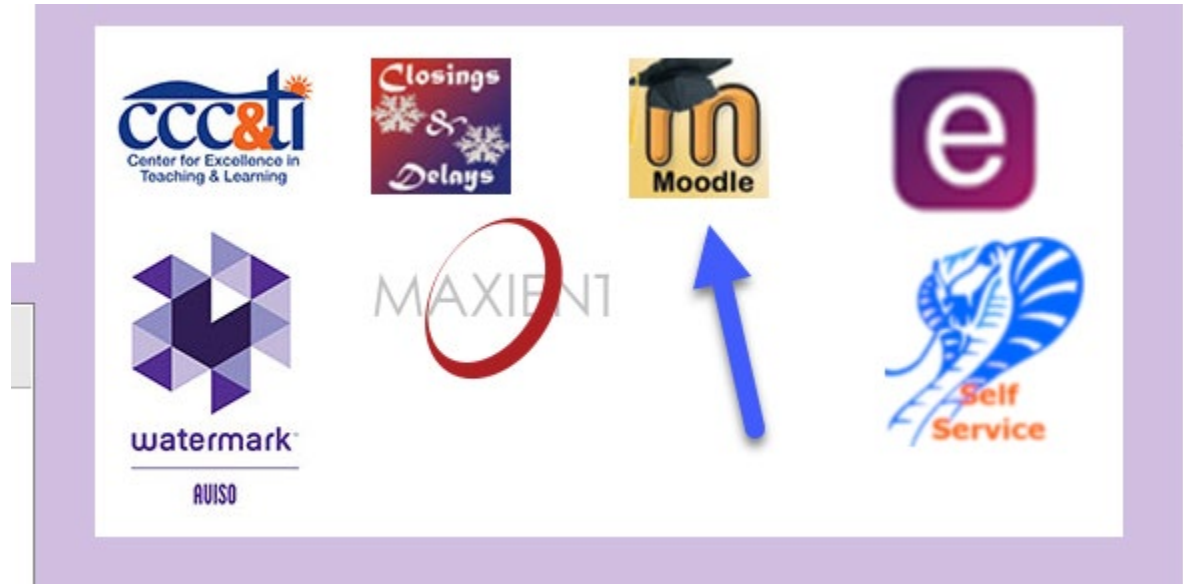 ccc&ti
Center for Excellence in
Teaching & Learning
Closings
&
Delays
m
Moodle
e
watermark
AVISO
MAXIENT
Self
Service